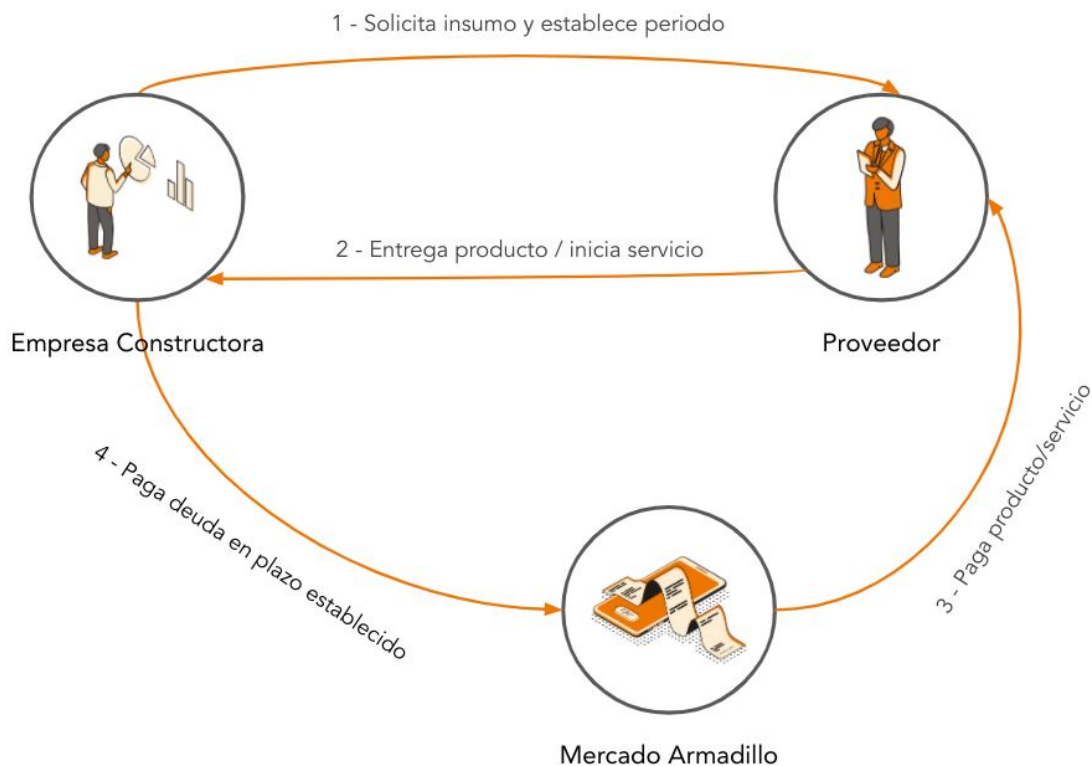 1 - Solicita insumo y establece periodo
2 - Entrega producto / inicia servicio
Empresa Constructora
Proveedor
3 - Paga producto/servicio
4 - Paga deuda en plazo establecido
Mercado Armadillo